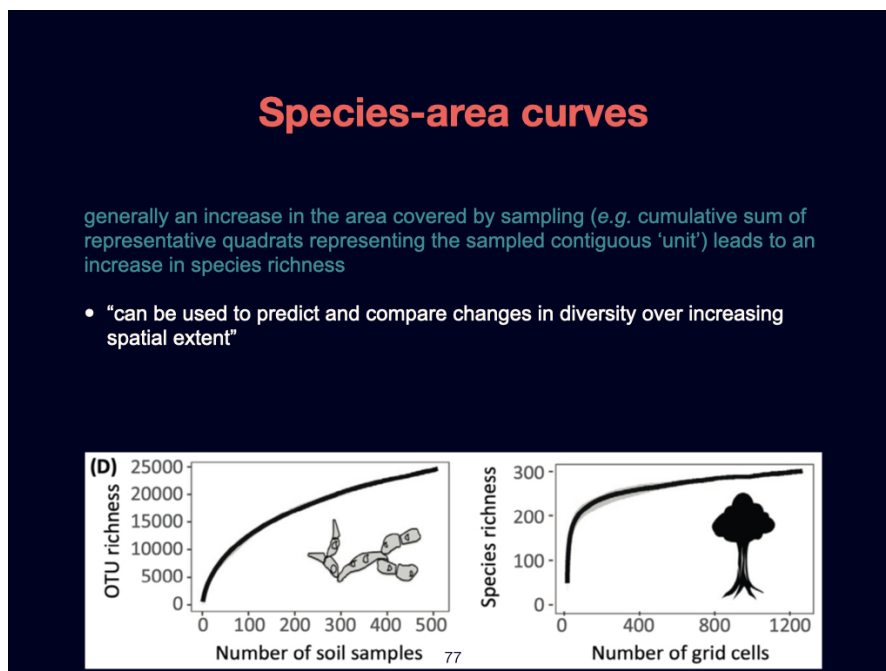 Species-area curves
generally an increase in the area covered by sampling (e.g. cumulative sum of
representative quadrats representing the sampled contiguous ‘unit’) leads to an
increase in species richness
• “can be used to predict and compare changes in diversity over increasing
spatial extent”
(D)
OTU richness
25000
20000
15000
10000
5000
0
0 100 200 300 400 500
Number of soil samples
Species richness
300
200
100
0
0 400 800 1200
Number of grid cells
77